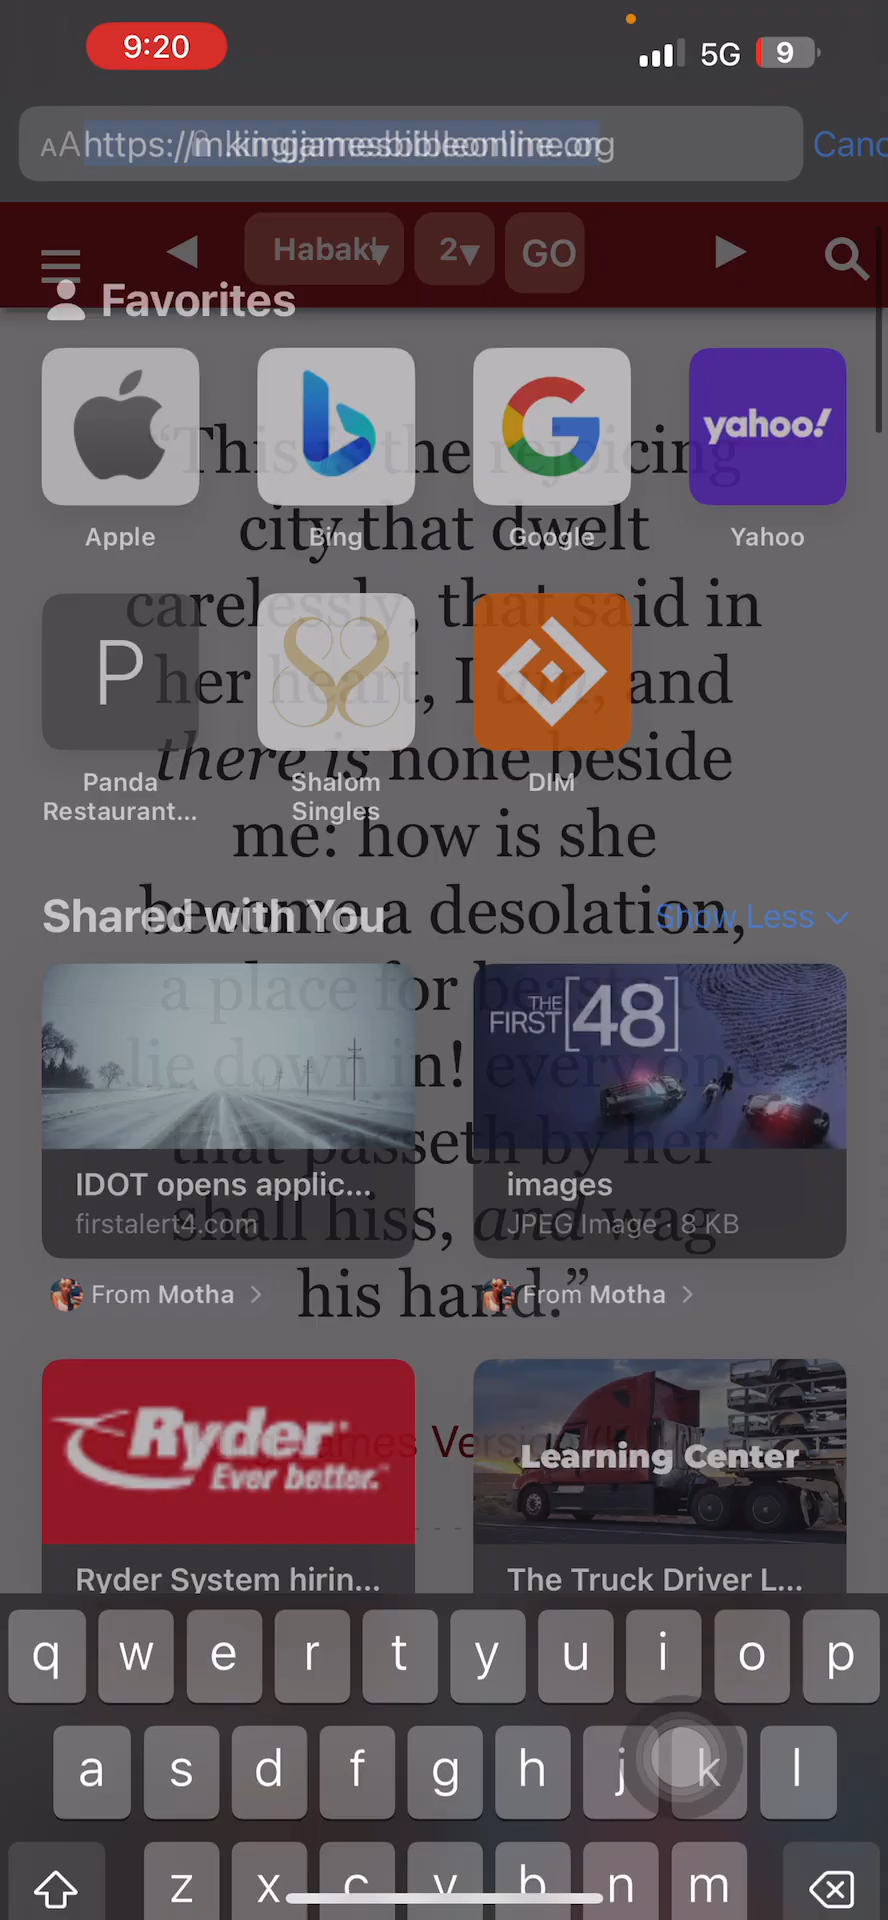 9:20
5G
9
AA https://m.kingjamesbibleonline.org
Canc
Habak
2
GO
Favorites
yahoo!
Apple
Bing
Google
Yahoo
P
Panda
Restaurant...
Shalom
Singles
DIM
“This is the rejoicing
city that dwelt
carelessly, that said in
her heart, I am, and
there is none beside
me: how is she
become a desolation,
a place for beasts to
lie down in! every one
that passeth by her
shall hiss, and wag
his hand.”
Shared with You
Show Less
THE
FIRST [48]
IDOT opens applic...
firstalert4.com
images
JPEG Image · 8 KB
From Motha >
From Motha >
James Version
Ryder
Ever better.
Learning Center
Ryder System hirin...
The Truck Driver L...
q w e r t y u i o p
a s d f g h j k l
z x c v b n m